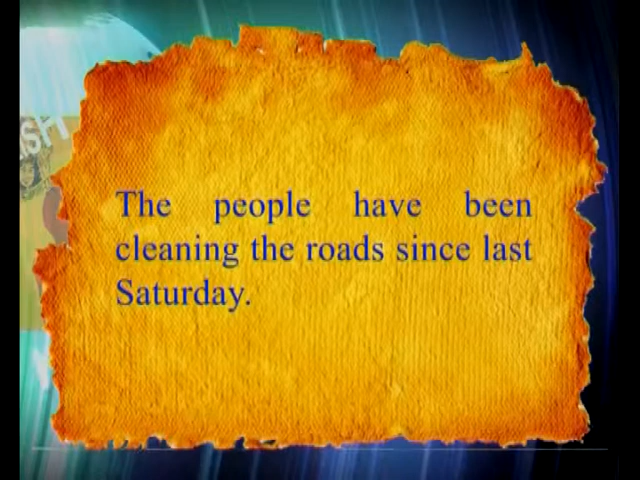 The people have been
cleaning the roads since last
Saturday.